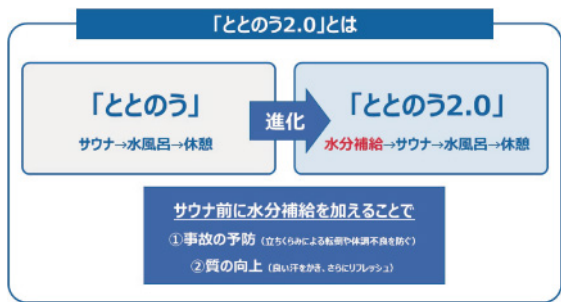 「ととのう2.0」とは
「ととのう」
サウナ→水風呂→休憩
進化
「ととのう2.0」
水分補給→サウナ→水風呂→休憩
サウナ前に水分補給を加えることで
①事故の予防（立ちくらみによる転倒や体調不良を防ぐ）
②質の向上（良い汗をかき、さらにリフレッシュ）